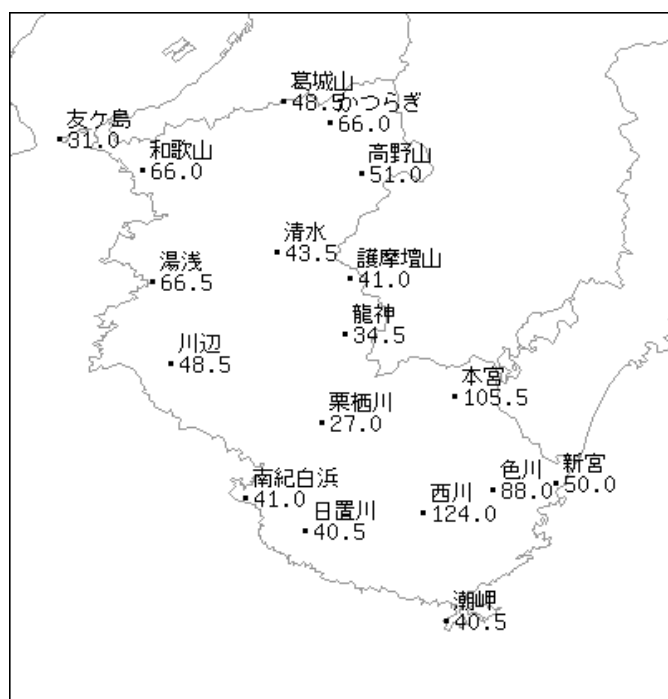 葛城山
48.5
かつらぎ
66.0
友ケ島
31.0
和歌山
66.0
高野山
51.0
清水
43.5
護摩壇山
41.0
湯浅
66.5
龍神
34.5
川辺
48.5
本宮
105.5
栗栖川
27.0
新宮
50.0
色川
88.0
南紀白浜
41.0
西川
124.0
日置川
40.5
潮岬
40.5